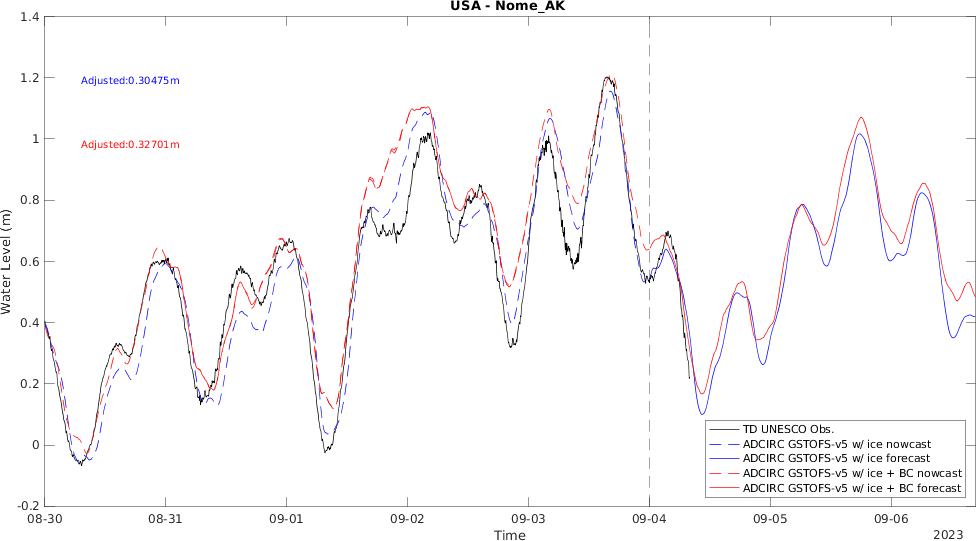 USA - Nome_AK
1.4
1.2
1
0.8
0.6
0.4
0.2
0
-0.2
Water Level (m)
Adjusted:0.30475m
Adjusted:0.32701m
TD UNESCO Obs.
ADCIRC GSTOFS-v5 w/ ice nowcast
ADCIRC GSTOFS-v5 w/ ice forecast
ADCIRC GSTOFS-v5 w/ ice + BC nowcast
ADCIRC GSTOFS-v5 w/ ice + BC forecast
08-30 08-31 09-01 09-02 09-03 09-04 09-05 09-06
Time
2023